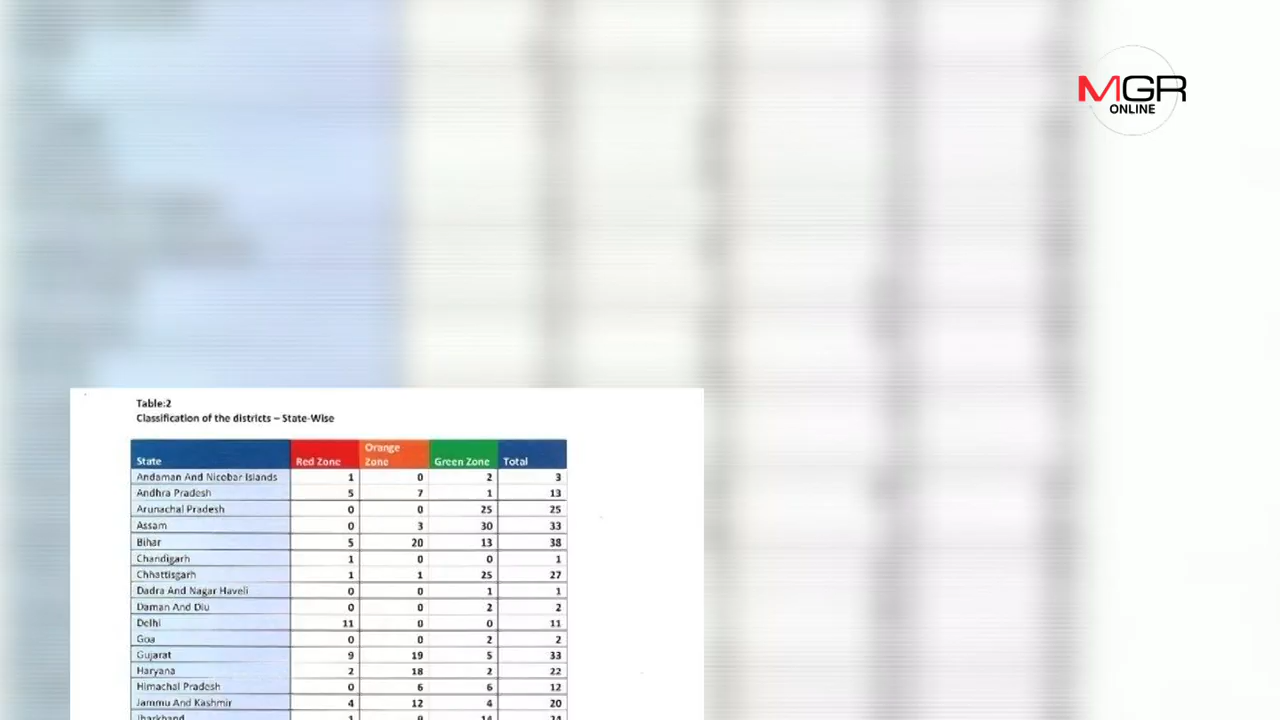 MGR
ONLINE
Table:2
Classification of the districts – State-Wise
State Red Zone Orange Zone Green Zone Total
Andaman And Nicobar Islands 1 0 2 3
Andhra Pradesh 5 7 1 13
Arunachal Pradesh 0 0 25 25
Assam 0 3 30 33
Bihar 5 20 13 38
Chandigarh 1 0 0 1
Chhattisgarh 1 1 25 27
Dadra And Nagar Haveli 0 0 1 1
Daman And Diu 0 0 2 2
Delhi 11 0 0 11
Goa 0 0 2 2
Gujarat 9 19 5 33
Haryana 2 18 2 22
Himachal Pradesh 0 6 6 12
Jammu And Kashmir 4 12 4 20
Jharkhand 1 9 14 24